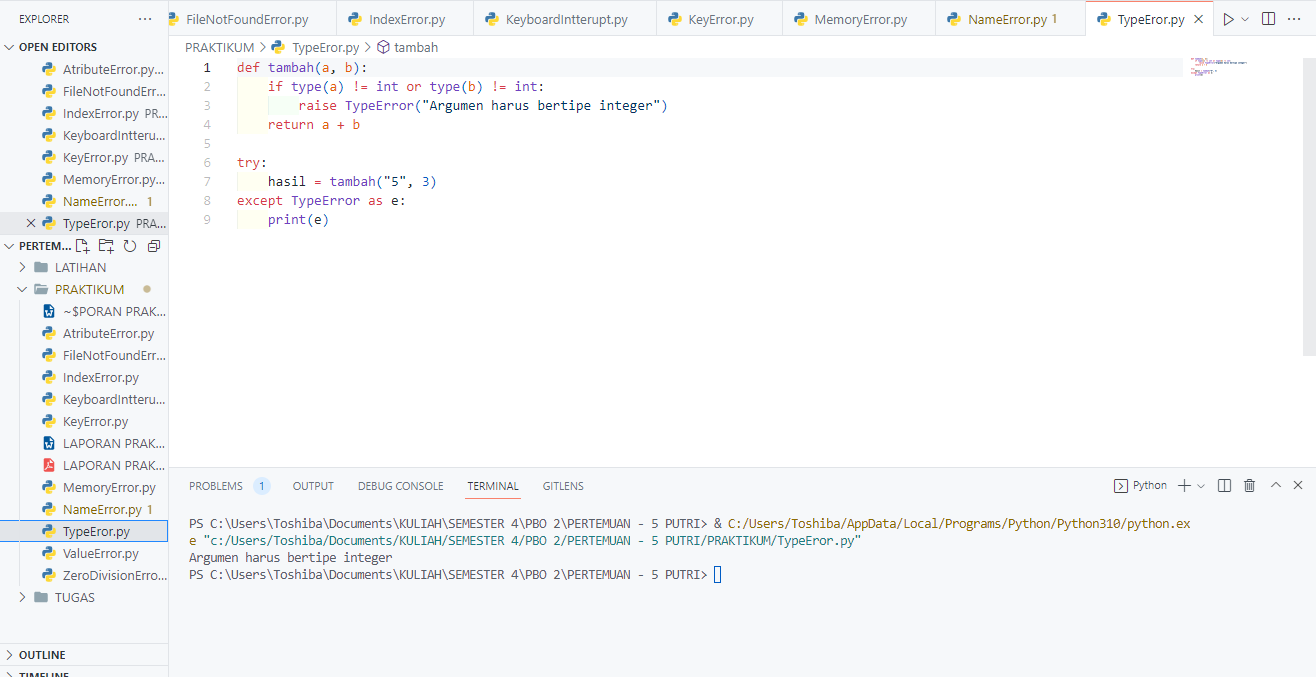 EXPLORER
OPEN EDITORS
AtributeError.py...
FileNotFoundErr...
IndexError.py PR...
KeyboardIntteru...
KeyError.py PRA...
MemoryError.py...
NameError.... 1
TypeEror.py PRA...
PERTEM...
LATIHAN
PRAKTIKUM
~$PORAN PRAK...
AtributeError.py
FileNotFoundErr...
IndexError.py
KeyboardIntteru...
KeyError.py
LAPORAN PRAK...
LAPORAN PRAK...
MemoryError.py
NameError.py 1
TypeEror.py
ValueError.py
ZeroDivisionErro...
TUGAS
OUTLINE
TIMELINE
FileNotFoundError.py IndexError.py KeyboardIntterupt.py KeyError.py MemoryError.py NameError.py 1 TypeEror.py
PRAKTIKUM > TypeEror.py > tambah
1 def tambah(a, b):
2 if type(a) != int or type(b) != int:
3 raise TypeError("Argumen harus bertipe integer")
4 return a + b
5
6 try:
7 hasil = tambah("5", 3)
8 except TypeError as e:
9 print(e)
PROBLEMS 1 OUTPUT DEBUG CONSOLE TERMINAL GITLENS Python
PS C:\Users\Toshiba\Documents\KULIAH\SEMESTER 4\PBO 2\PERTEMUAN - 5 PUTRI> & C:/Users/Toshiba/AppData/Local/Programs/Python/Python310/python.ex
e "c:/Users/Toshiba/Documents/KULIAH/SEMESTER 4/PBO 2/PERTEMUAN - 5 PUTRI/PRAKTIKUM/TypeEror.py"
Argumen harus bertipe integer
PS C:\Users\Toshiba\Documents\KULIAH\SEMESTER 4\PBO 2\PERTEMUAN - 5 PUTRI>